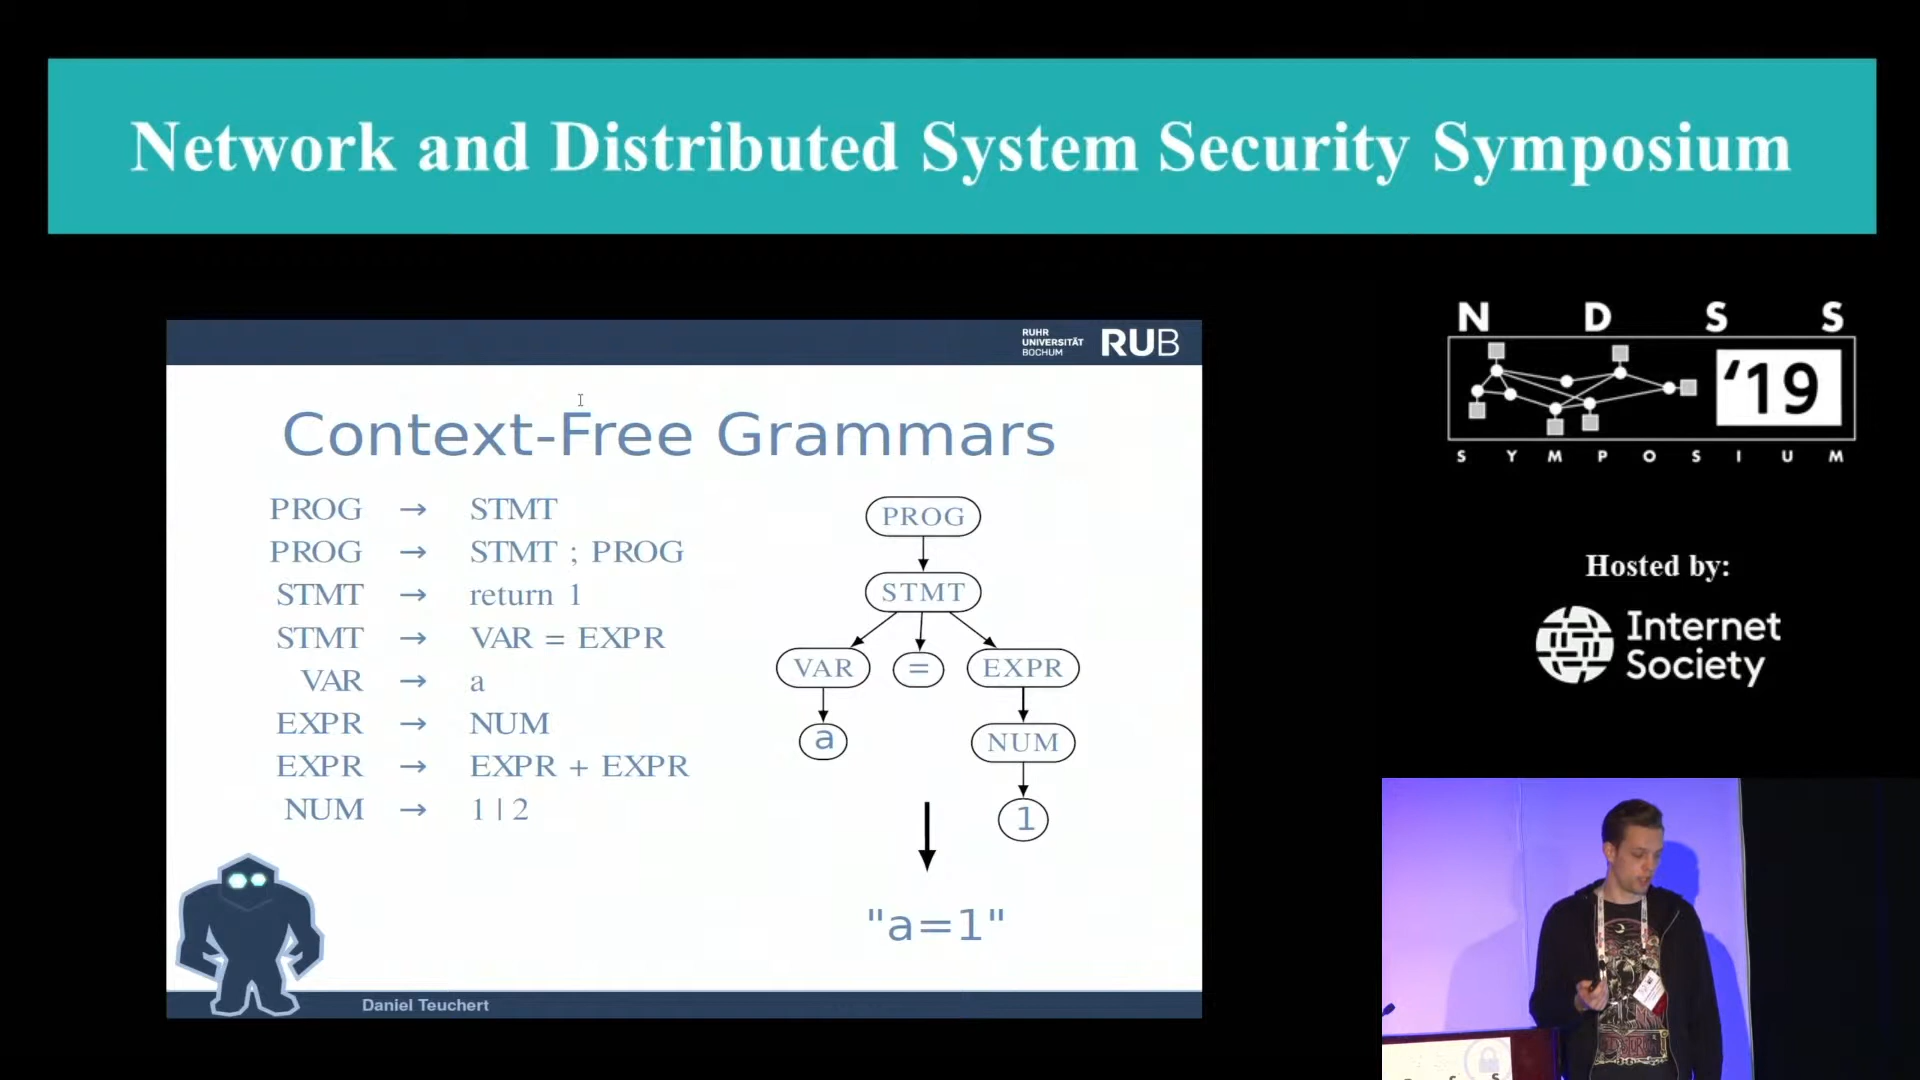 Network and Distributed System Security Symposium
RUHR
UNIVERSITÄT
BOCHUM
RUB
Context-Free Grammars
PROG → STMT
PROG → STMT ; PROG
STMT → return 1
STMT → VAR = EXPR
VAR → a
EXPR → NUM
EXPR → EXPR + EXPR
NUM → 1 | 2
PROG
STMT
VAR
=
EXPR
a
NUM
1
"a=1"
Daniel Teuchert
N D S S
'19
S Y M P O S I U M
Hosted by:
Internet
Society